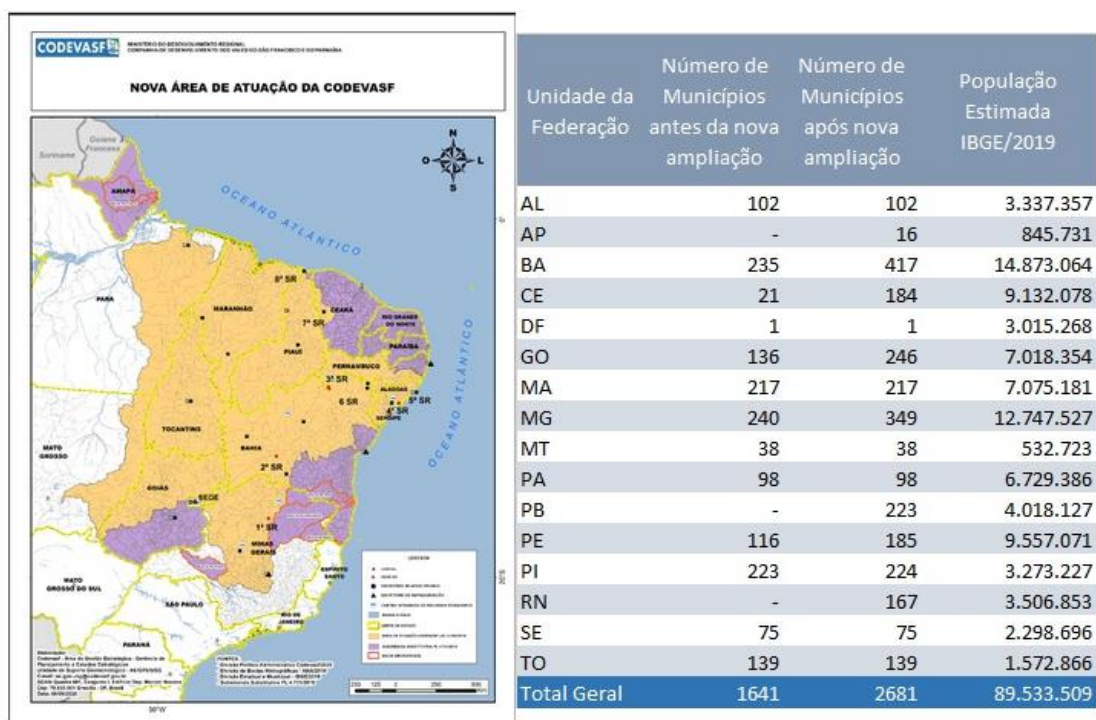 CODEVASF
MINISTÉRIO DO DESENVOLVIMENTO REGIONAL
COMPANHIA DE DESENVOLVIMENTO DOS VALES DO SÃO FRANCISCO E DO PARNAÍBA
NOVA ÁREA DE ATUAÇÃO DA CODEVASF
Suriname
Guiana
Francesa
N
O
L
S
AMAPÁ
OCEANO ATLÂNTICO
0°
PARÁ
8ª SR
MARANHÃO
CEARÁ
RIO GRANDE
DO NORTE
7ª SR
PARAÍBA
PIAUÍ
PERNAMBUCO
3ª SR
ALAGOAS
6 SR
5ª SR
4ª SR
SERGIPE
OCEANO ATLÂNTICO
TOCANTINS
MATO
GROSSO
BAHIA
2ª SR
GOIÁS
DF
SEDE
1ª SR
MINAS
GERAIS
ESPÍRITO
SANTO
MATO
GROSSO DO SUL
SÃO PAULO
RIO DE
JANEIRO
PARANÁ
20°S
50°W
Unidade da
Federação
Número de
Municípios
antes da nova
ampliação
Número de
Municípios
após nova
ampliação
População
Estimada
IBGE/2019
AL 102 102 3.337.357
AP - 16 845.731
BA 235 417 14.873.064
CE 21 184 9.132.078
DF 1 1 3.015.268
GO 136 246 7.018.354
MA 217 217 7.075.181
MG 240 349 12.747.527
MT 38 38 532.723
PA 98 98 6.729.386
PB - 223 4.018.127
PE 116 185 9.557.071
PI 223 224 3.273.227
RN - 167 3.506.853
SE 75 75 2.298.696
TO 139 139 1.572.866
Total Geral 1641 2681 89.533.509